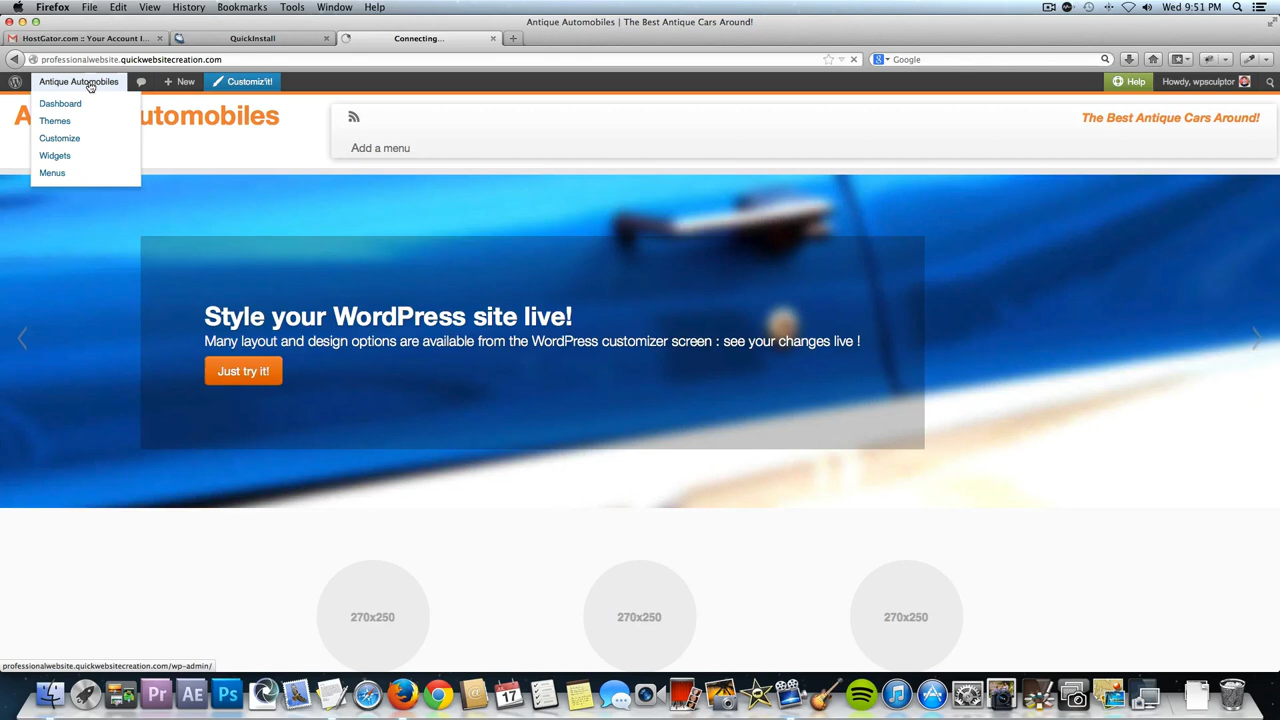 Firefox File Edit View History Bookmarks Tools Window Help Wed 9:51 PM
Antique Automobiles | The Best Antique Cars Around!
HostGator.com :: Your Account I... QuickInstall Connecting...
professionalwebsite.quickwebsitecreation.com Google
Antique Automobiles New Customiz'it! Help Howdy, wpsculptor
Dashboard
Themes
Customize
Widgets
Menus
A utomobiles
The Best Antique Cars Around!
Add a menu
Style your WordPress site live!
Many layout and design options are available from the WordPress customizer screen : see your changes live !
Just try it!
270x250 270x250 270x250
professionalwebsite.quickwebsitecreation.com/wp-admin/
Pr Ae Ps 17